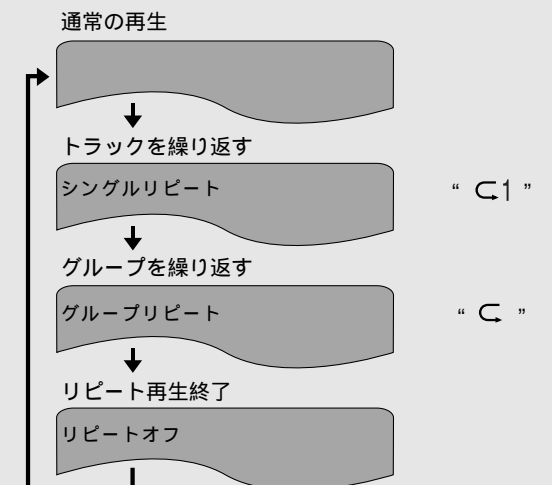 通常の再生
トラックを繰り返す
シングルリピート “ ⊂1 ”
グループを繰り返す
グループリピート “ ⊂ ”
リピート再生終了
リピートオフ